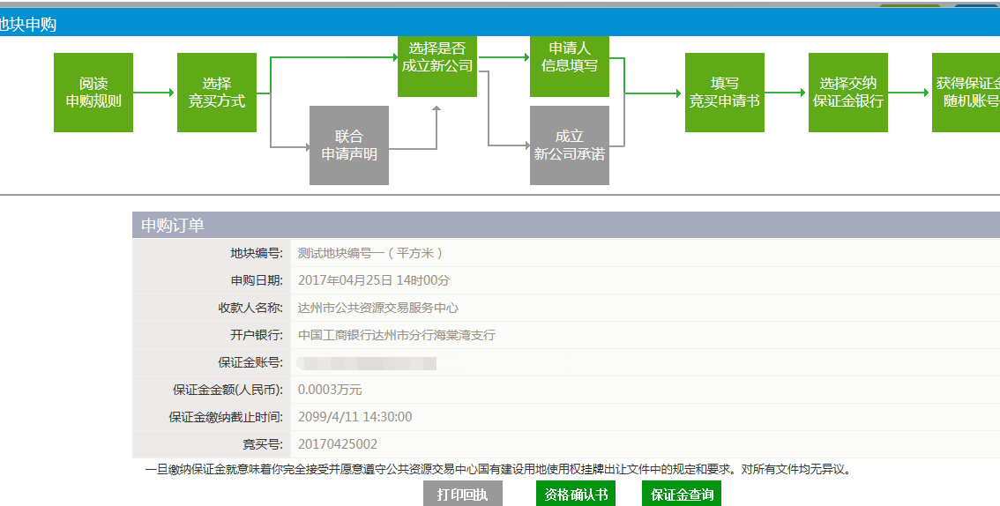 地块申购
阅读
申购规则
选择
竞买方式
联合
申请声明
选择是否
成立新公司
申请人
信息填写
成立
新公司承诺
填写
竞买申请书
选择交纳
保证金银行
获得保证金
随机账号
申购订单
地块编号: 测试地块编号一（平方米）
申购日期: 2017年04月25日 14时00分
收款人名称: 达州市公共资源交易服务中心
开户银行: 中国工商银行达州市分行海棠湾支行
保证金账号:
保证金金额(人民币): 0.0003万元
保证金缴纳截止时间: 2099/4/11 14:30:00
竞买号: 20170425002
一旦缴纳保证金就意味着你完全接受并愿意遵守公共资源交易中心国有建设用地使用权挂牌出让文件中的规定和要求。对所有文件均无异议。
打印回执
资格确认书
保证金查询